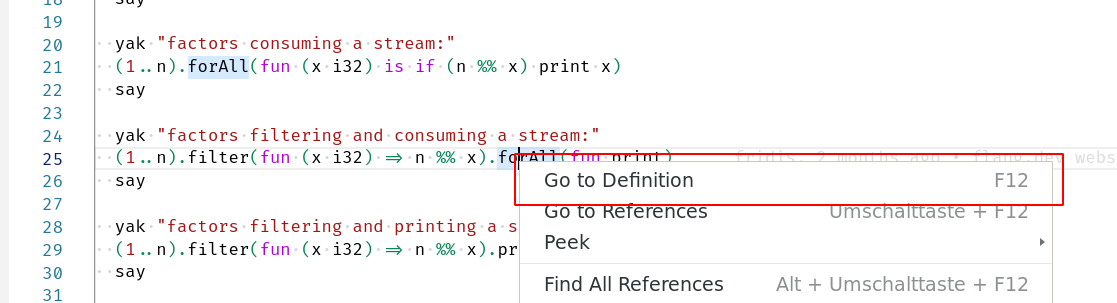 18 say
19
20 yak "factors consuming a stream:"
21 (1..n).forAll(fun (x i32) is if (n %% x) print x)
22 say
23
24 yak "factors filtering and consuming a stream:"
25 (1..n).filter(fun (x i32) => n %% x).forAll(fun print) fridis, 2 months ago • flang.dev webs
Go to Definition F12
26 say
Go to References Umschalttaste + F12
27
28 yak "factors filtering and printing a s
Peek
29 (1..n).filter(fun (x i32) => n %% x).pr
30 say
Find All References Alt + Umschalttaste + F12
31